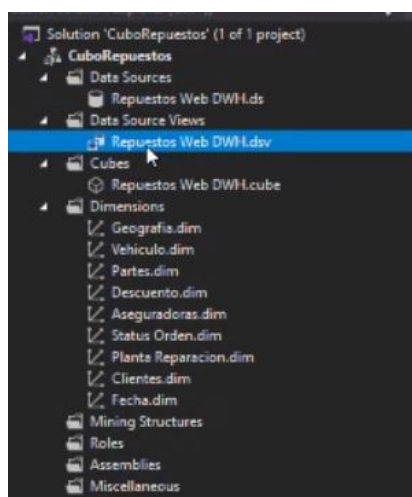 Solution 'CuboRepuestos' (1 of 1 project)
CuboRepuestos
Data Sources
Repuestos Web DWH.ds
Data Source Views
Repuestos Web DWH.dsv
Cubes
Repuestos Web DWH.cube
Dimensions
Geografia.dim
Vehiculo.dim
Partes.dim
Descuento.dim
Aseguradoras.dim
Status Orden.dim
Planta Reparacion.dim
Clientes.dim
Fecha.dim
Mining Structures
Roles
Assemblies
Miscellaneous